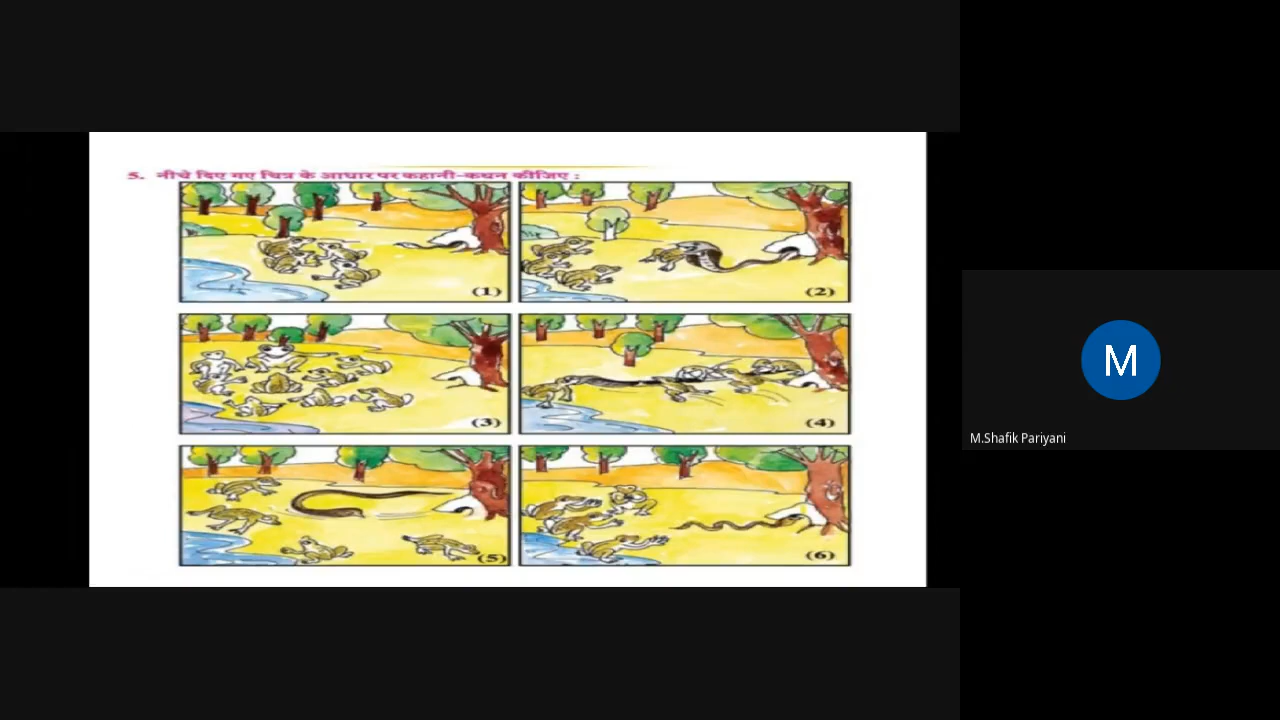 5. नीचे दिए गए चित्र के आधार पर कहानी-कथन कीजिए :
(1)
(2)
(3)
(4)
(5)
(6)
M
M.Shafik Pariyani